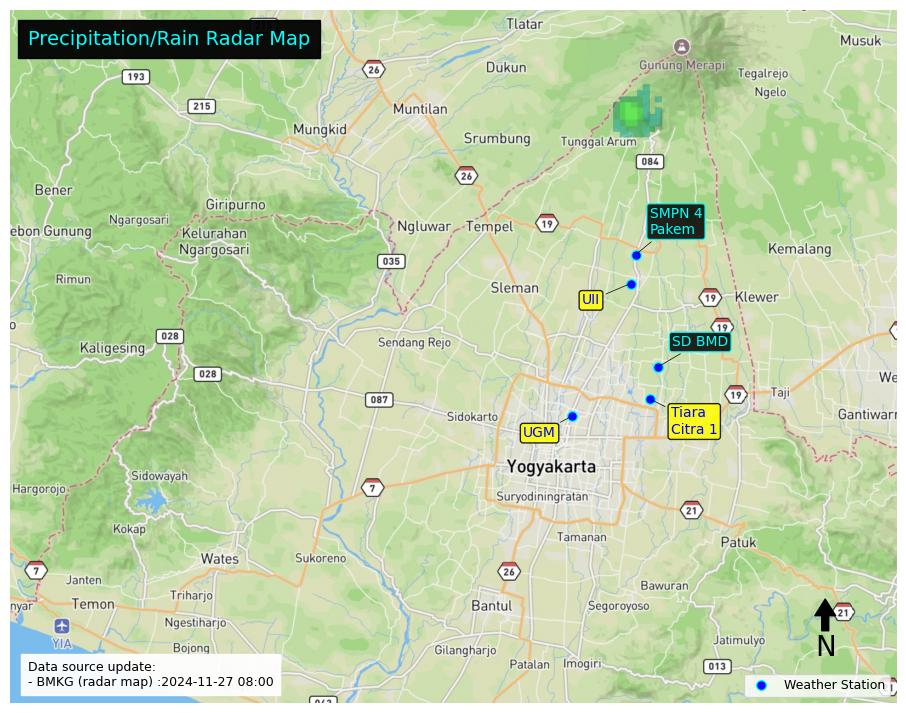 Precipitation/Rain Radar Map
Tlatar
Musuk
26
Gunung Merapi
Dukun
Tegalrejo
193
Ngelo
215
Muntilan
Mungkid
Srumbung
Tunggal Arum
084
26
Bener
Giripurno
SMPN 4
Pakem
Ngargosari
Ngluwar
Tempel
19
ebon Gunung
Kelurahan
Ngargosari
Kemalang
035
Rimun
Sleman
UII
19
Klewer
19
028
Sendang Rejo
SD BMD
Kaligesing
028
We
087
19
Taji
Sidokarto
Tiara
Citra 1
Gantiwarr
UGM
Yogyakarta
Sidowayah
Hargorojo
7
Suryodiningratan
21
Kokap
Tamanan
Patuk
Wates
Sukoreno
7
26
Janten
Bawuran
Triharjo
nyar
Temon
Bantul
Segoroyoso
21
Ngestiharjo
YIA
Jatimulyo
N
Bojong
Gilangharjo
Patalan
Imogiri
013
Data source update:
- BMKG (radar map) :2024-11-27 08:00
Weather Station